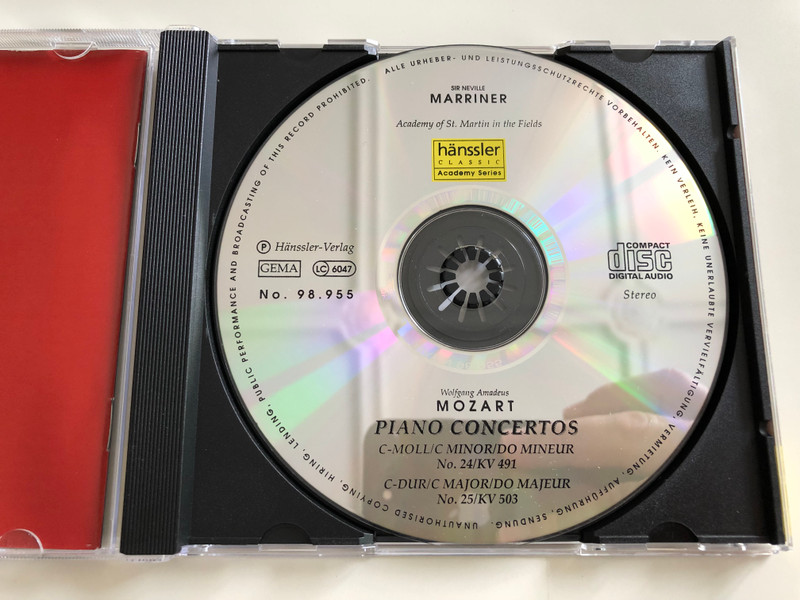 SIR NEVILLE
MARRINER
Academy of St. Martin in the Fields
hänssler
CLASSIC
Academy Series
Ⓟ Hänssler-Verlag
GEMA LC 6047
No. 98.955
COMPACT
disc
DIGITAL AUDIO
Stereo
Wolfgang Amadeus
MOZART
PIANO CONCERTOS
C-MOLL/C MINOR/DO MINEUR
No. 24/KV 491
C-DUR/C MAJOR/DO MAJEUR
No. 25/KV 503
ALLE URHEBER- UND LEISTUNGSSCHUTZRECHTE VORBEHALTEN. KEIN VERLEIH. KEINE UNERLAUBTE VERVIELFÄLTIGUNG, VERMIETUNG, AUFFÜHRUNG, SENDUNG. UNAUTHORISED COPYING, HIRING, LENDING, PUBLIC PERFORMANCE AND BROADCASTING OF THIS RECORD PROHIBITED.